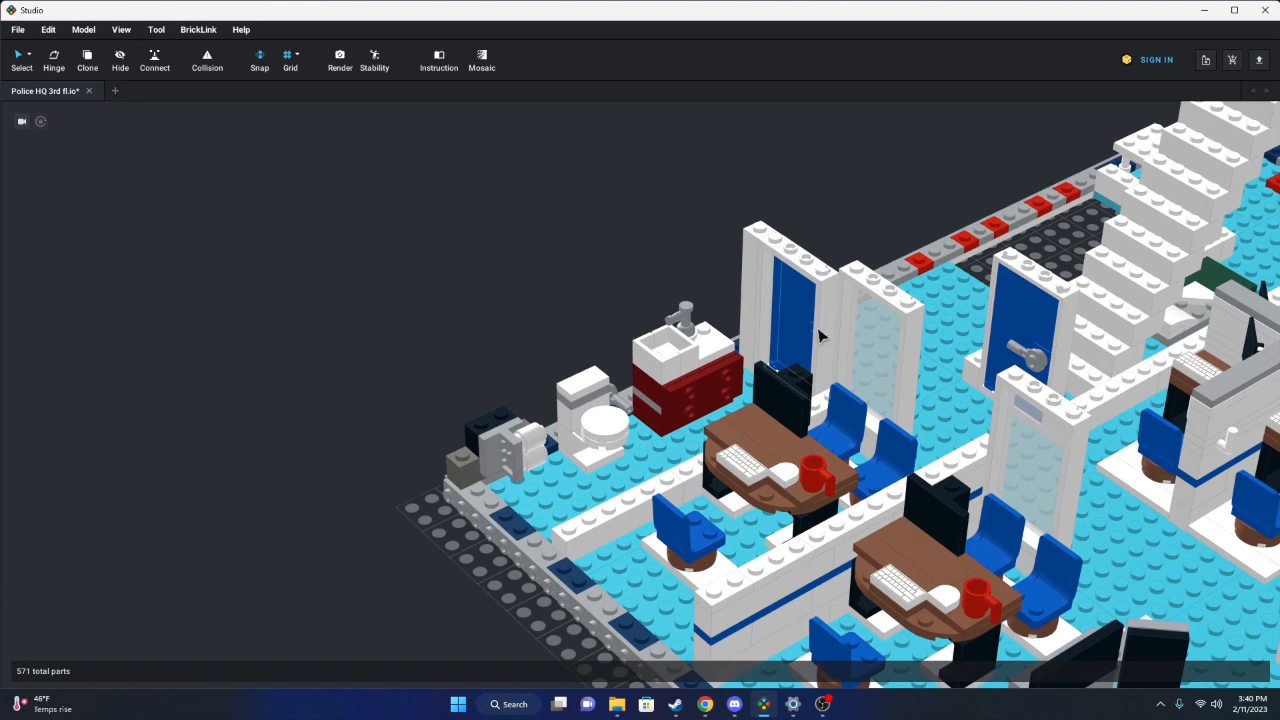 Studio
File Edit Model View Tool BrickLink Help
Select Hinge Clone Hide Connect Collision Snap Grid Render Stability Instruction Mosaic SIGN IN
Police HQ 3rd fl.io*
571 total parts
46°F
Temps rise
Search
3:40 PM
2/11/2023